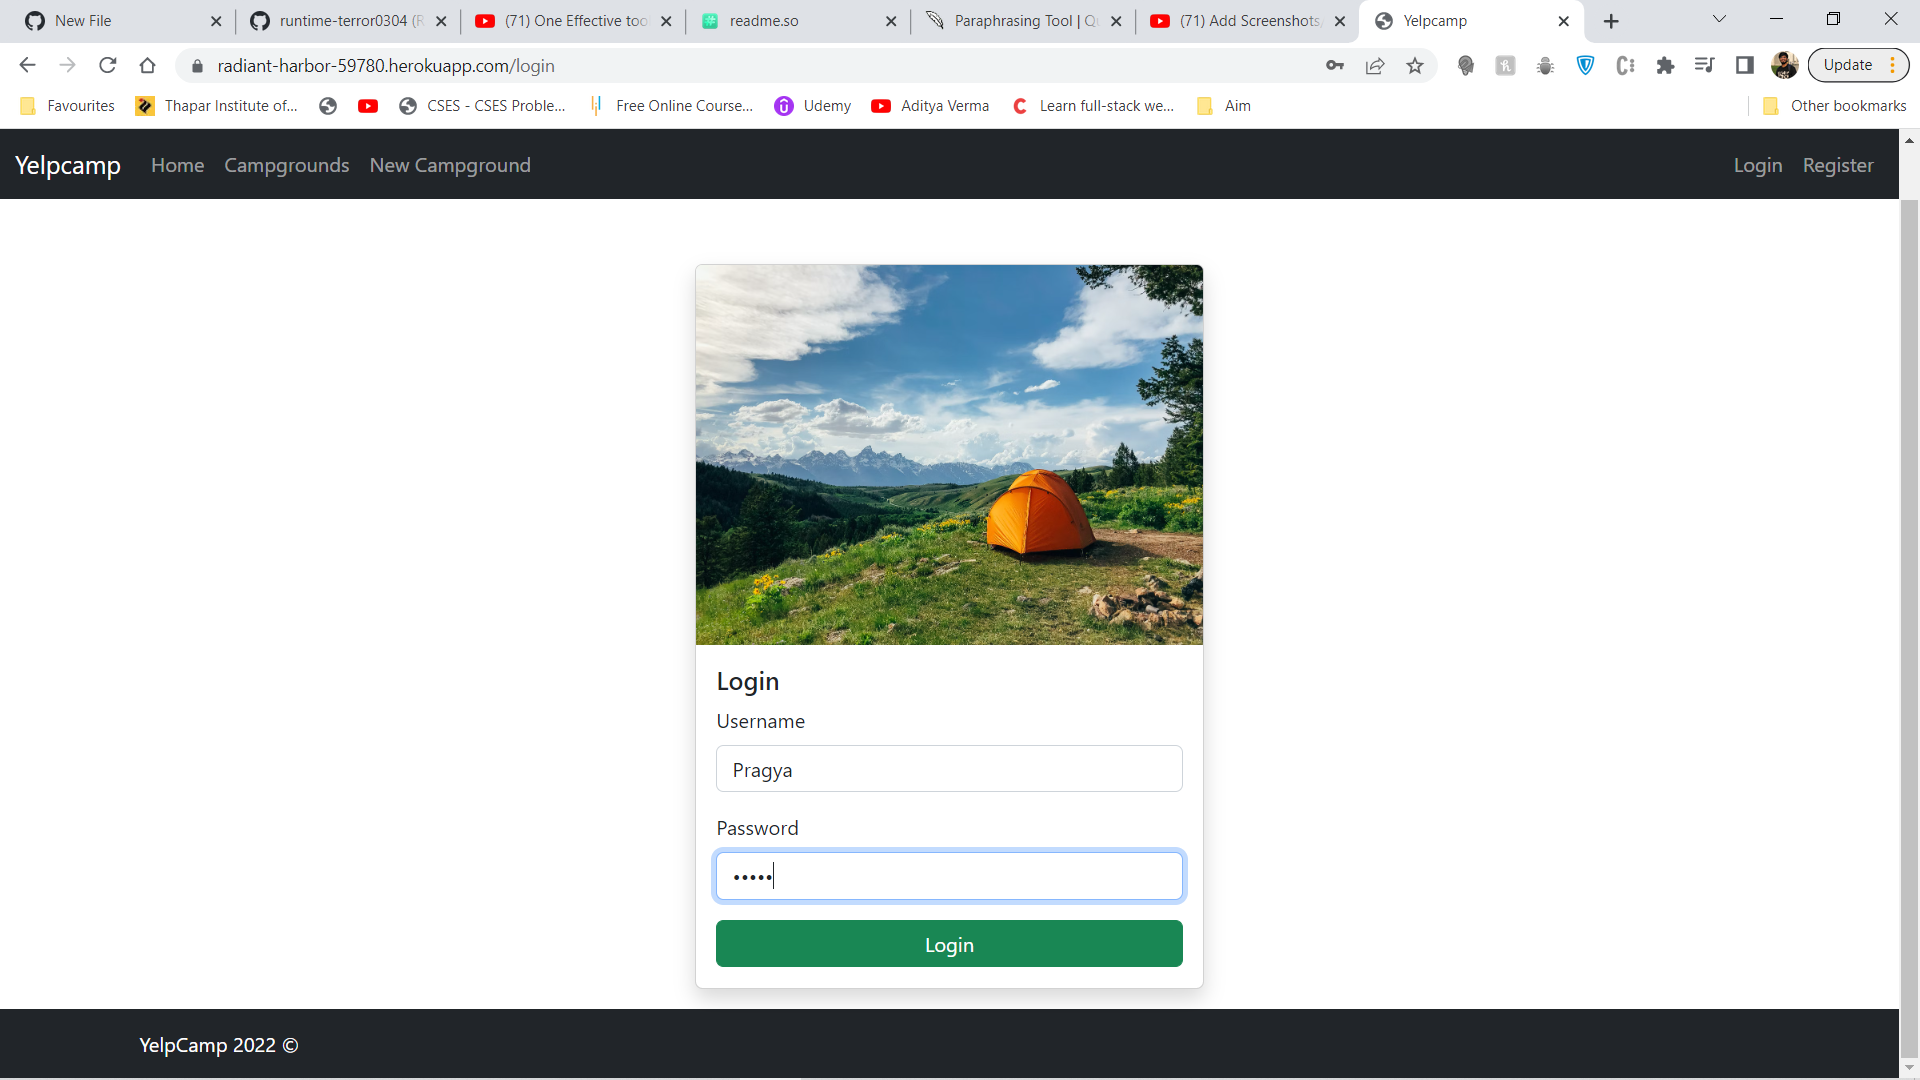 New File
runtime-terror0304 (R
(71) One Effective too
readme.so
Paraphrasing Tool | Qu
(71) Add Screenshots,
Yelpcamp
radiant-harbor-59780.herokuapp.com/login
Update
Favourites
Thapar Institute of...
CSES - CSES Proble...
Free Online Course...
Udemy
Aditya Verma
Learn full-stack we...
Aim
Other bookmarks
Yelpcamp Home Campgrounds New Campground Login Register
Login
Username
Pragya
Password
•••••
Login
YelpCamp 2022 ©